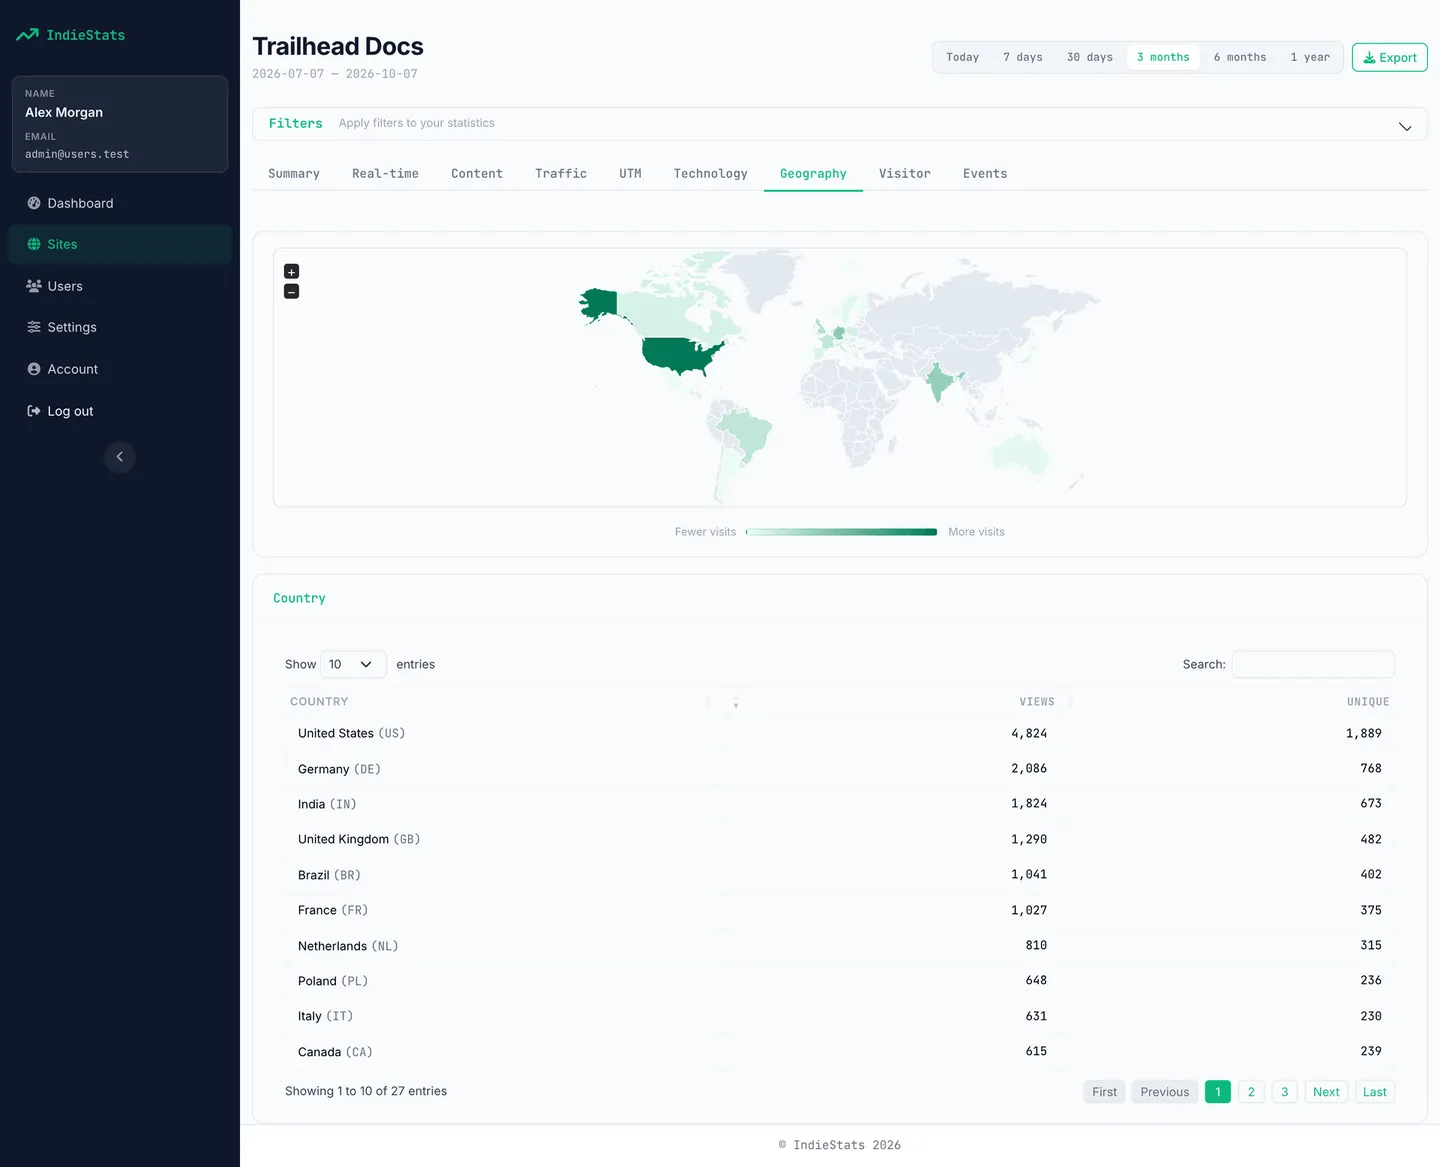 IndieStats
NAME
Alex Morgan
EMAIL
admin@users.test
Dashboard
Sites
Users
Settings
Account
Log out
Trailhead Docs
2026-07-07 — 2026-10-07
Today 7 days 30 days 3 months 6 months 1 year Export
Filters Apply filters to your statistics
Summary Real-time Content Traffic UTM Technology Geography Visitor Events
+
−
Fewer visits More visits
Country
Show 10 entries Search:
COUNTRY VIEWS UNIQUE
United States (US) 4,824 1,889
Germany (DE) 2,086 768
India (IN) 1,824 673
United Kingdom (GB) 1,290 482
Brazil (BR) 1,041 402
France (FR) 1,027 375
Netherlands (NL) 810 315
Poland (PL) 648 236
Italy (IT) 631 230
Canada (CA) 615 239
Showing 1 to 10 of 27 entries First Previous 1 2 3 Next Last
© IndieStats 2026